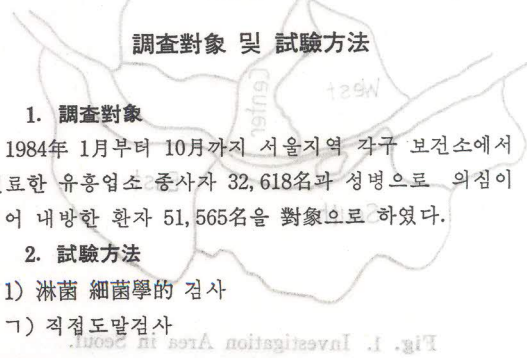 調査對象 및 試驗方法
1. 調査對象
1984年 1月부터 10月까지 서울지역 각구 보건소에서
료한 유흥업소 종사자 32,618名과 성병으로 의심이
어 내방한 환자 51,565名을 對象으로 하였다.
2. 試驗方法
1) 淋菌 細菌學的 검사
ㄱ) 직접도말검사
Fig. 1. Investigation Area in Seoul.
Center
West